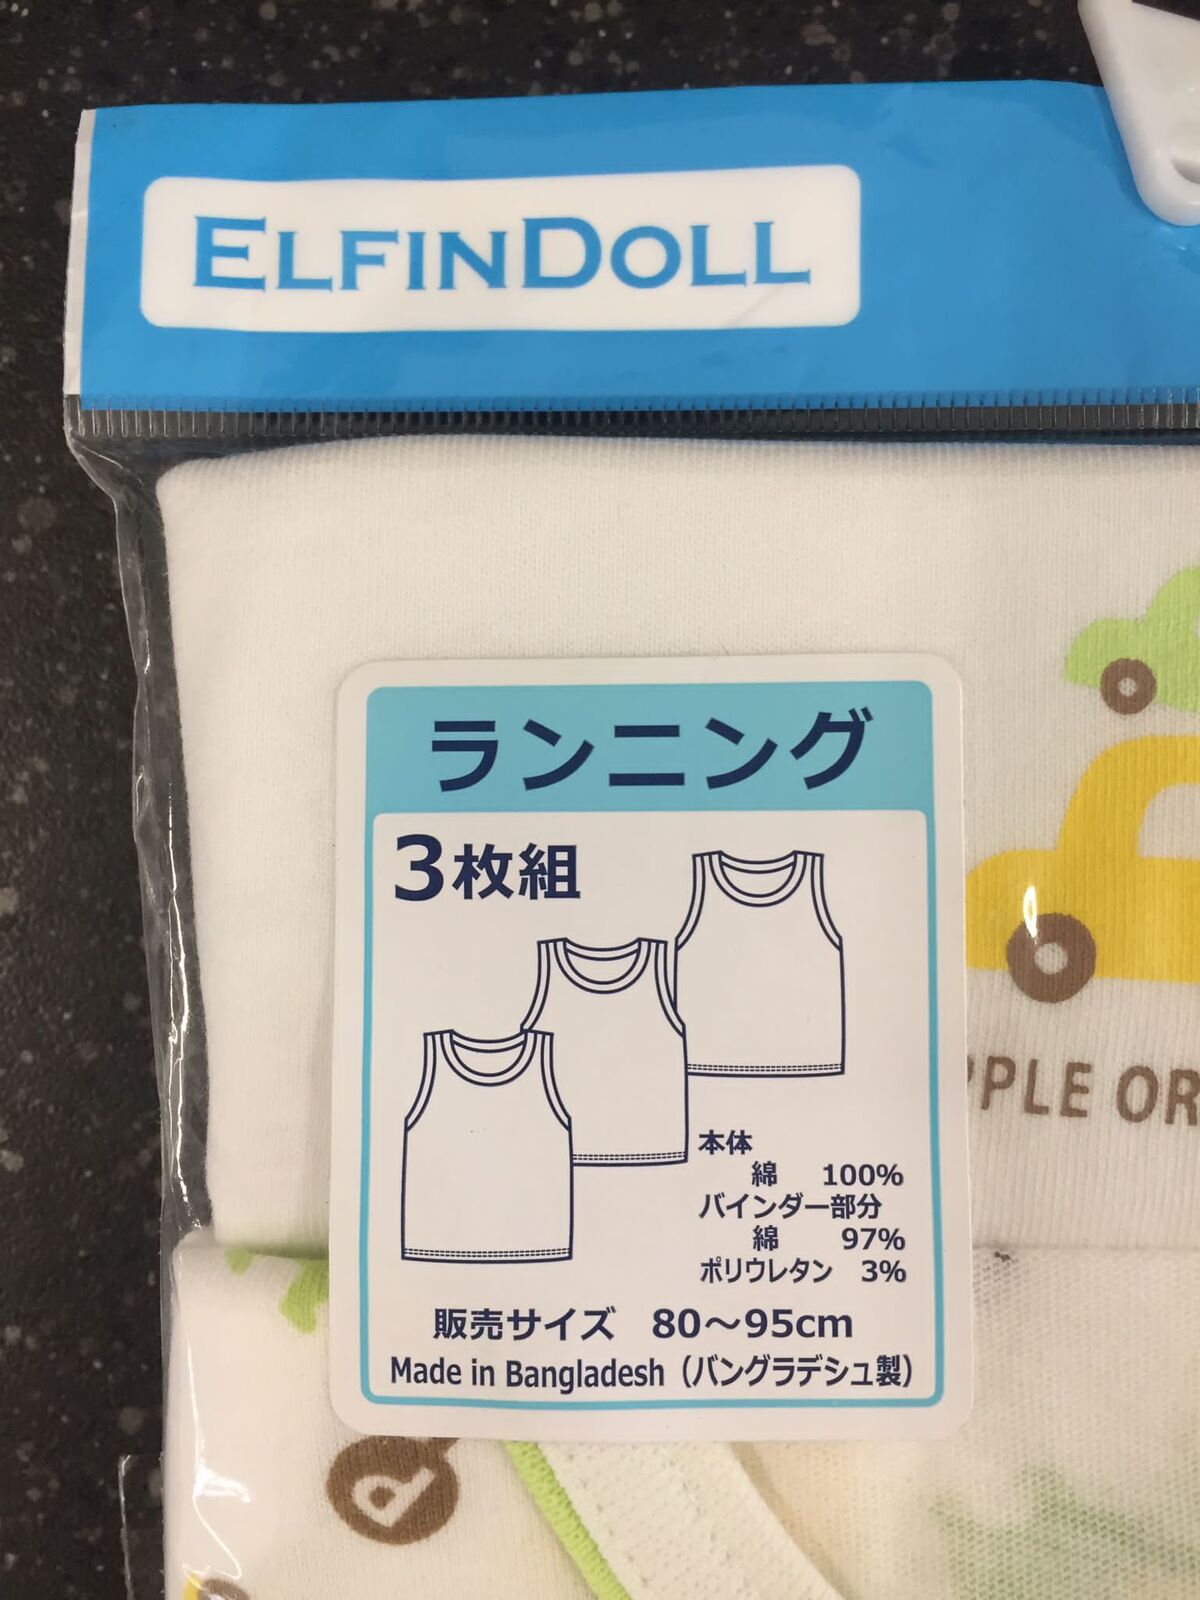 ELFINDOLL
ランニング
3枚組
本体
綿 100%
バインダー部分
綿 97%
ポリウレタン 3%
販売サイズ 80～95cm
Made in Bangladesh（バングラデシュ製）
PPLE OR
P